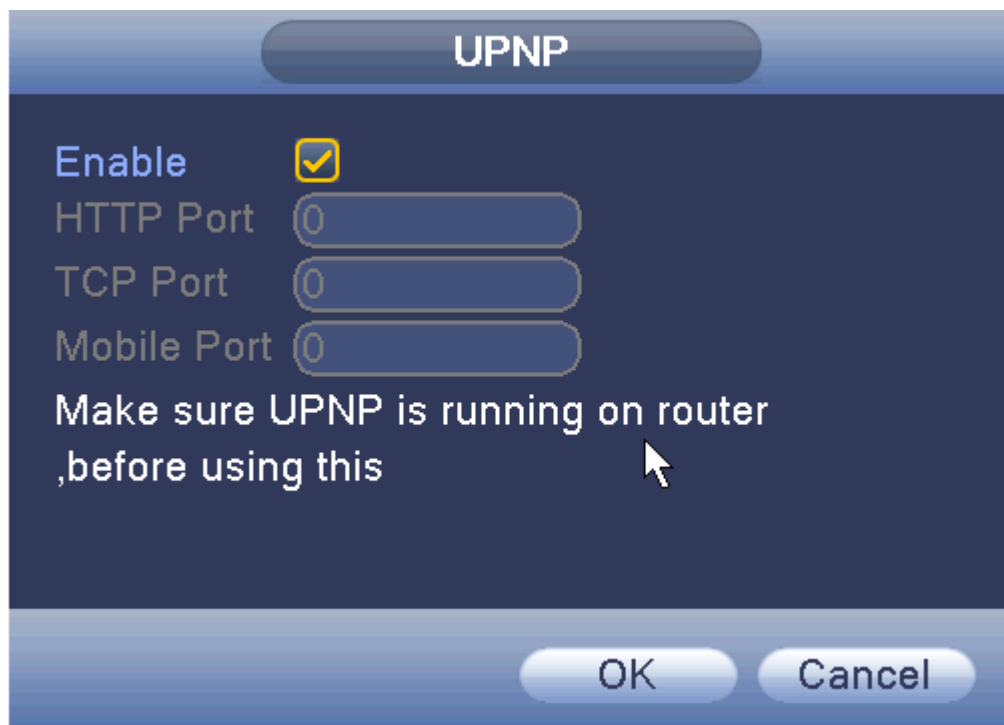 UPNP
Enable
HTTP Port 0
TCP Port 0
Mobile Port 0
Make sure UPNP is running on router
,before using this
OK Cancel